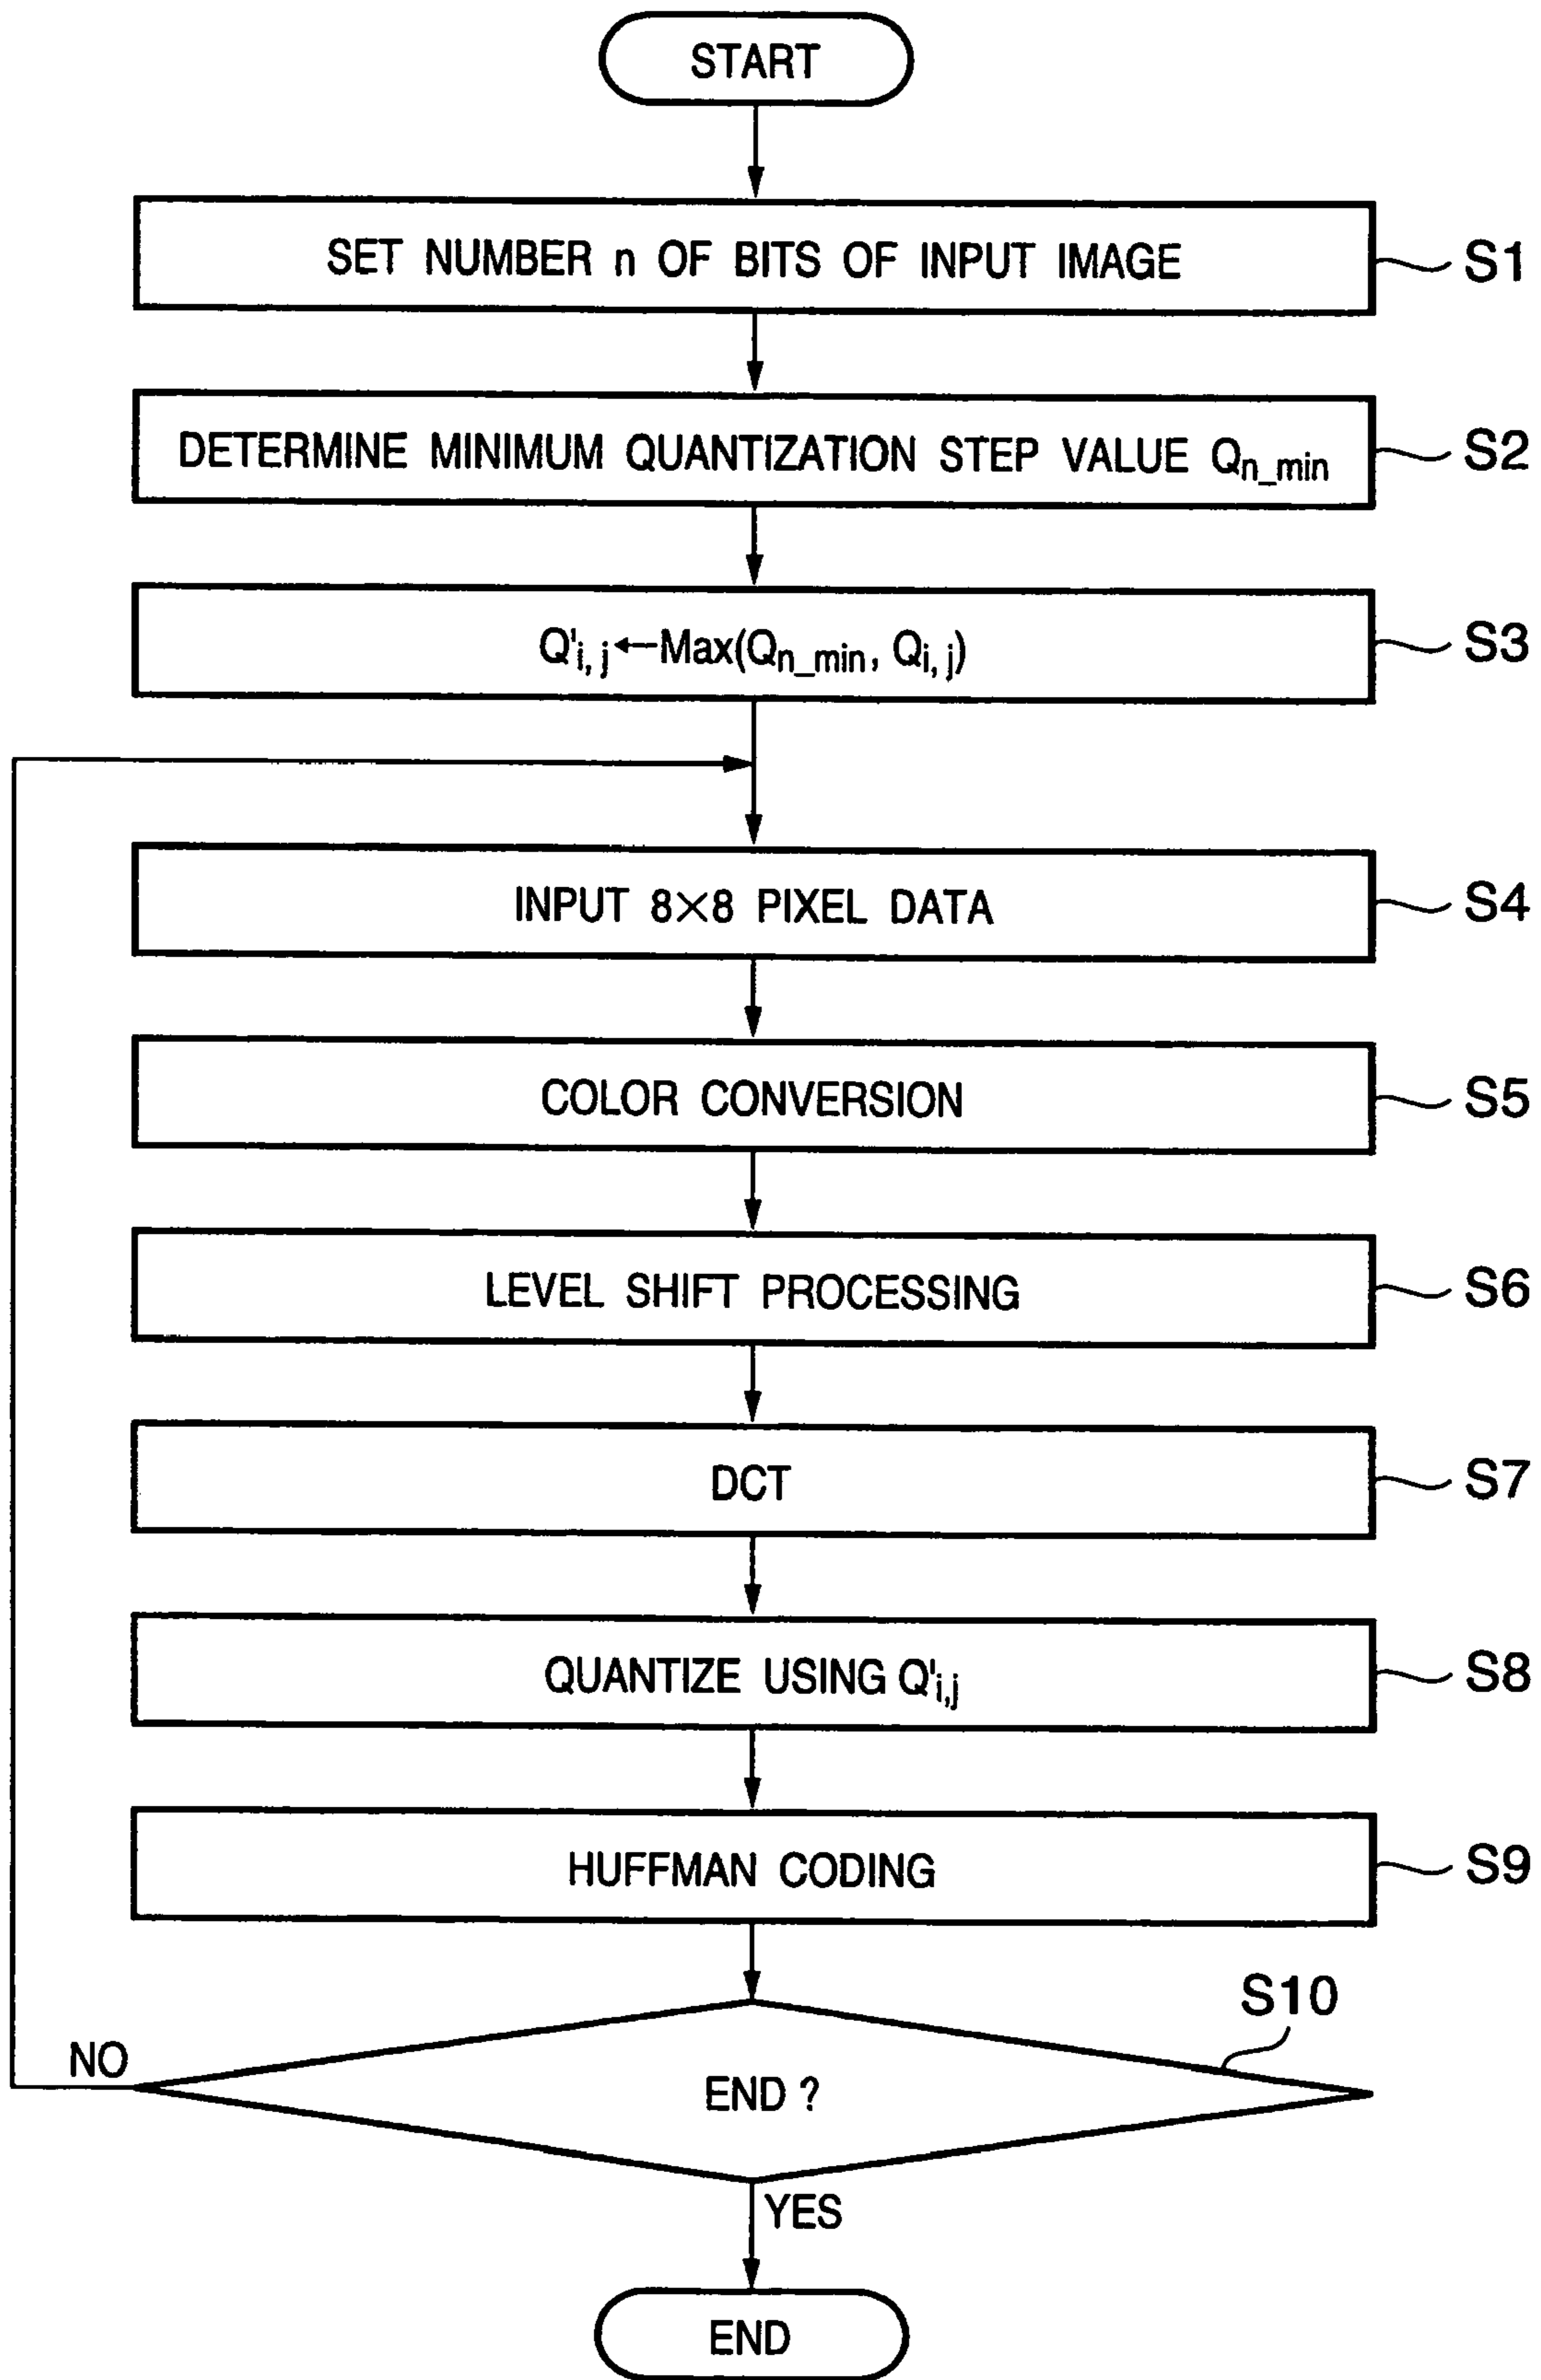 START
SET NUMBER n OF BITS OF INPUT IMAGE
S1
DETERMINE MINIMUM QUANTIZATION STEP VALUE Qn_min
S2
Q'i, j←Max(Qn_min, Qi, j)
S3
INPUT 8×8 PIXEL DATA
S4
COLOR CONVERSION
S5
LEVEL SHIFT PROCESSING
S6
DCT
S7
QUANTIZE USING Q'i,j
S8
HUFFMAN CODING
S9
S10
NO
END ?
YES
END